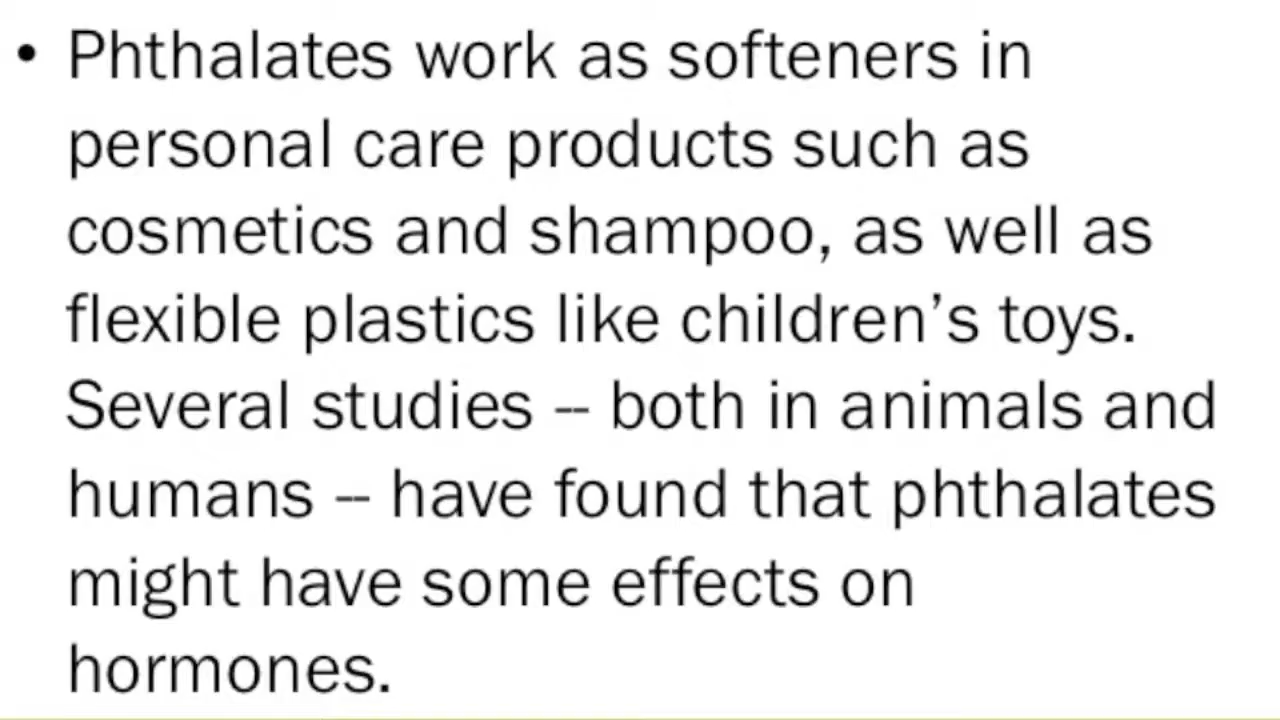 • Phthalates work as softeners in
personal care products such as
cosmetics and shampoo, as well as
flexible plastics like children’s toys.
Several studies -- both in animals and
humans -- have found that phthalates
might have some effects on
hormones.